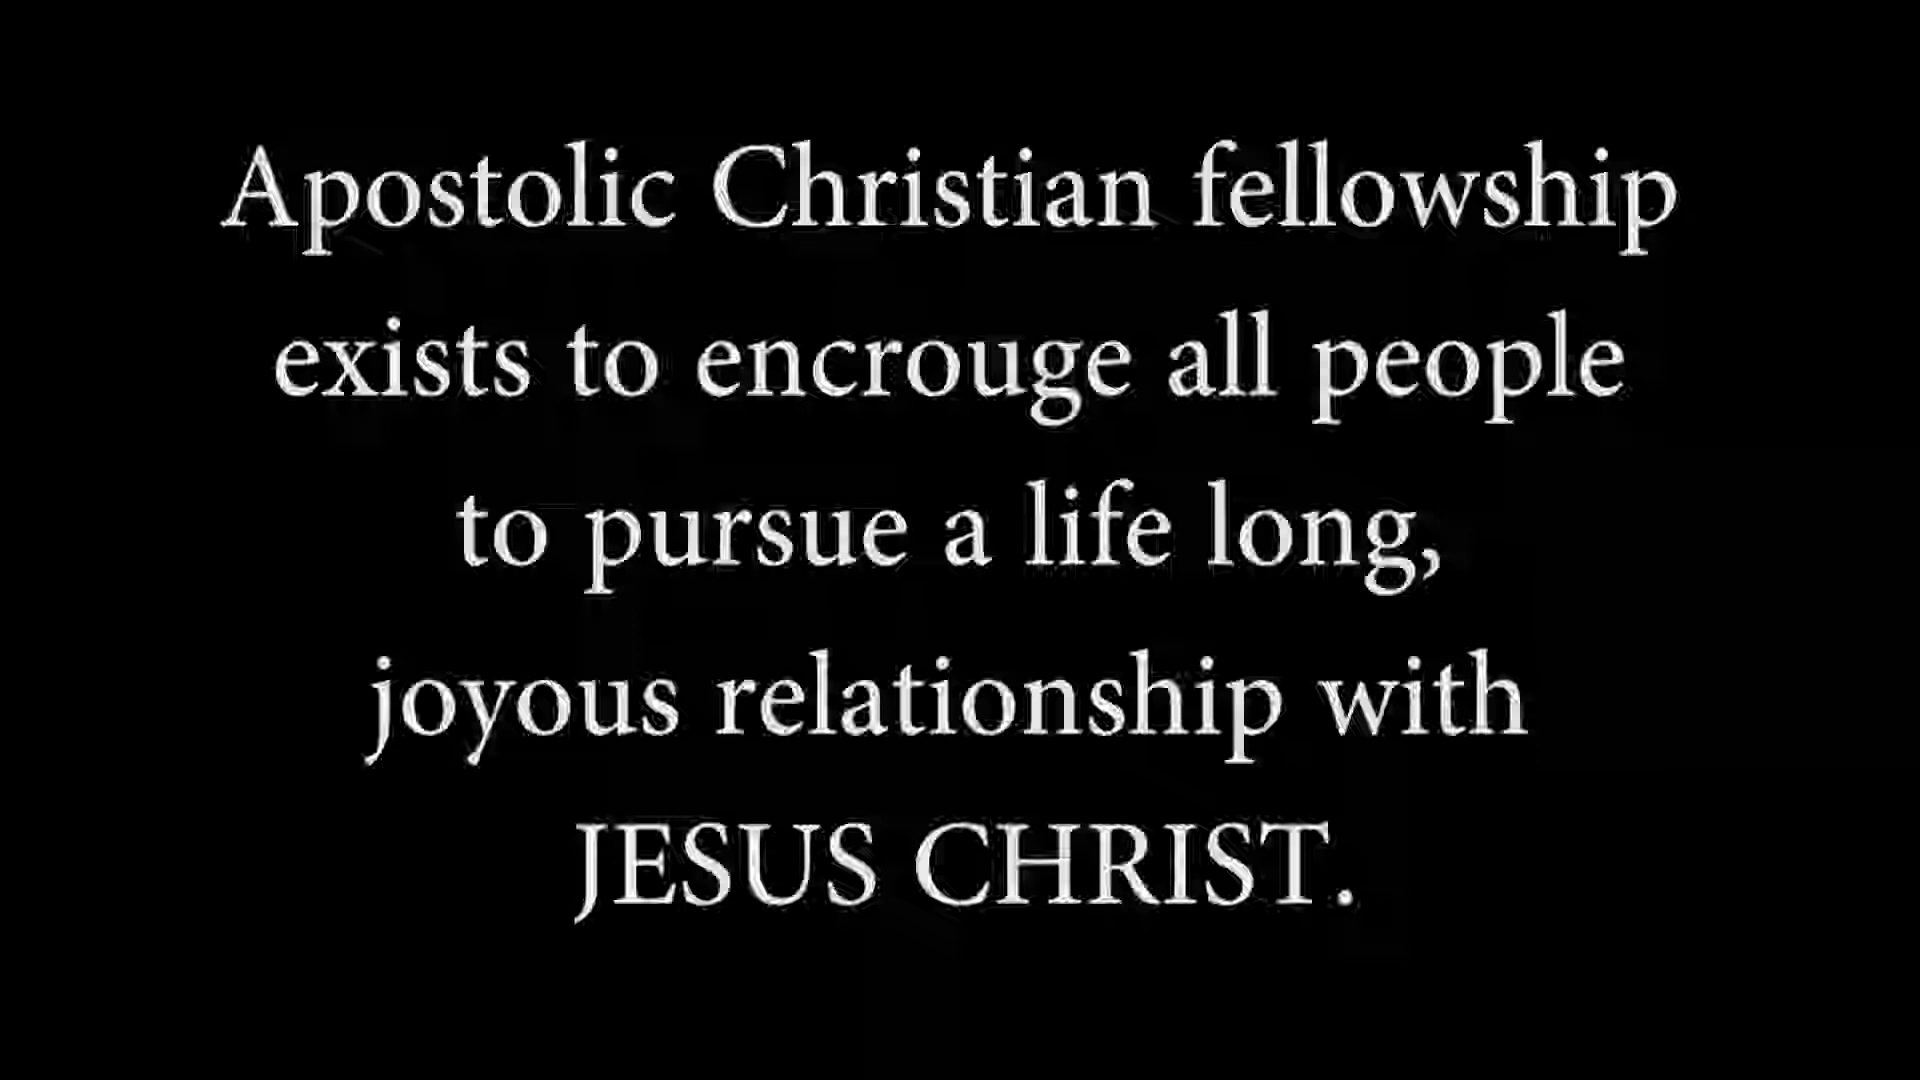 Apostolic Christian fellowship
exists to encrouge all people
to pursue a life long,
joyous relationship with
JESUS CHRIST.